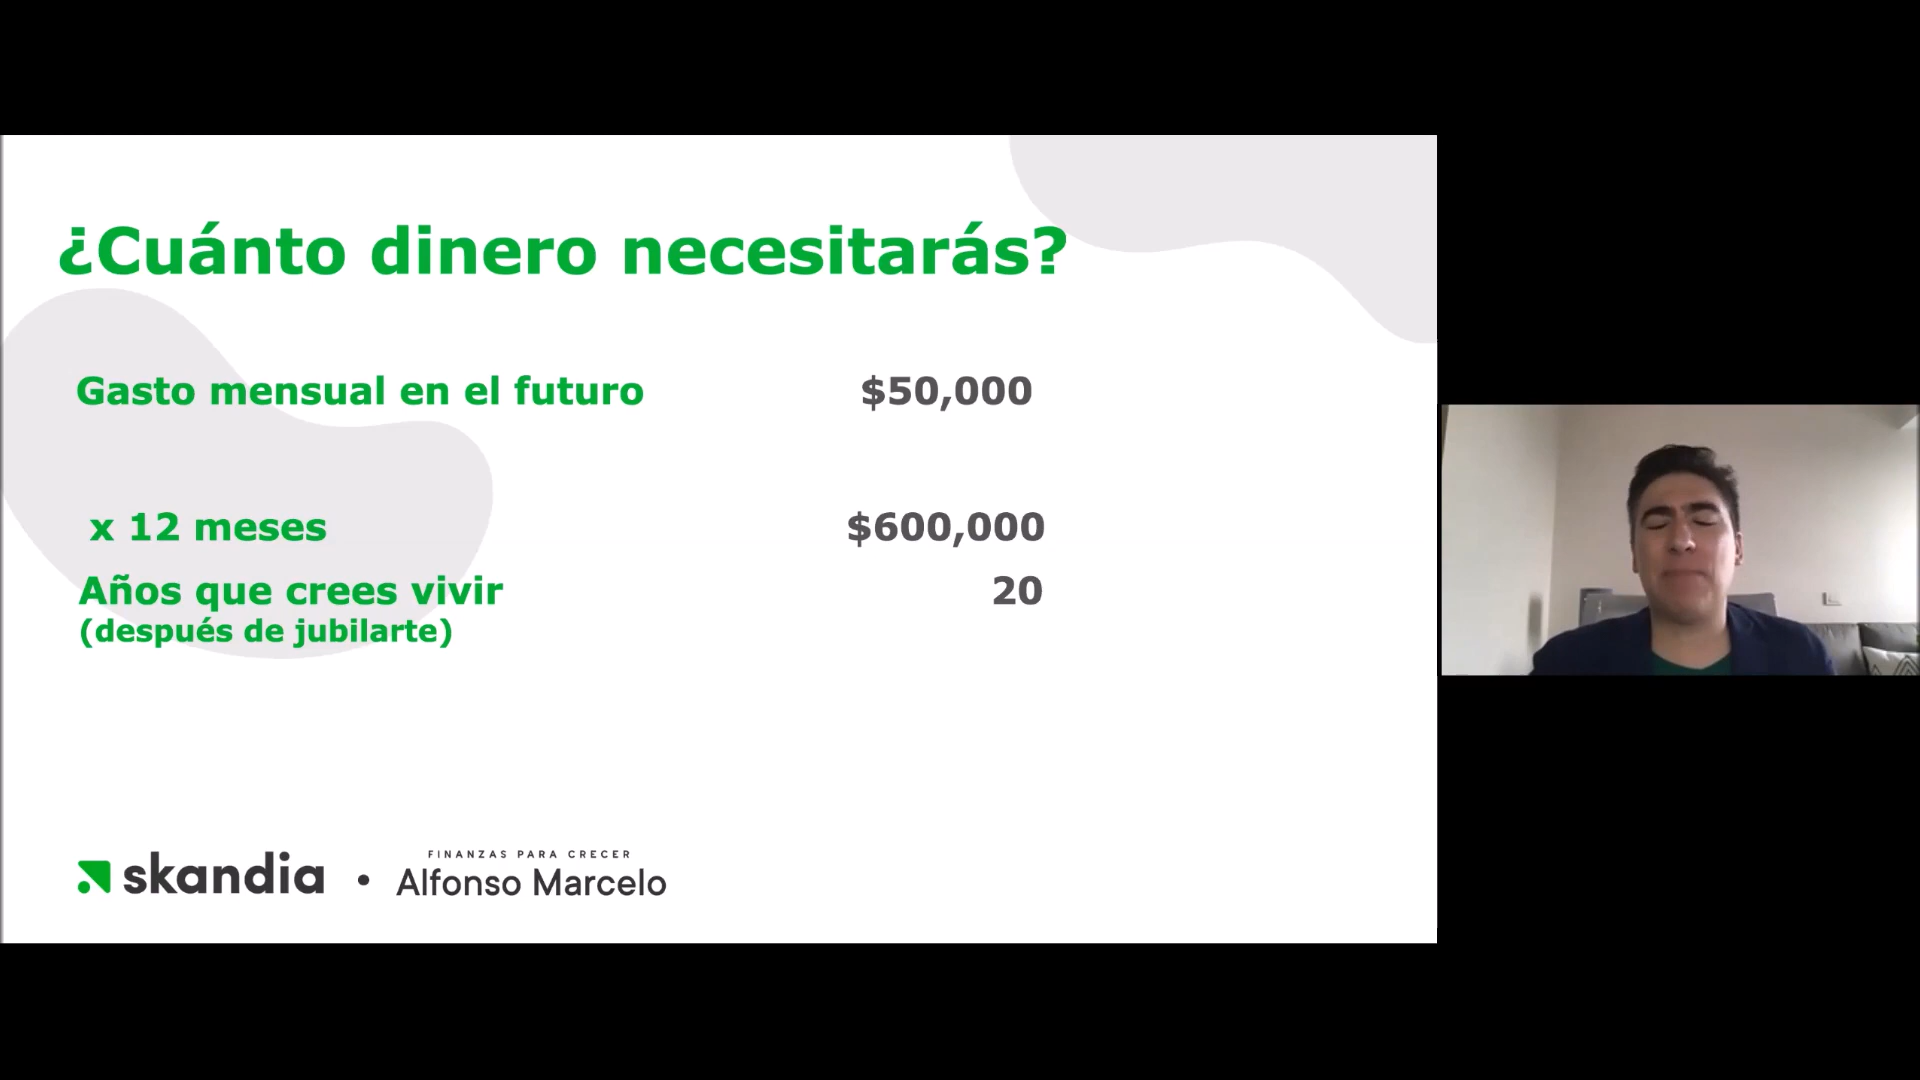 ¿Cuánto dinero necesitarás?
Gasto mensual en el futuro $50,000
x 12 meses $600,000
Años que crees vivir 20
(después de jubilarte)
skandia • FINANZAS PARA CRECER
Alfonso Marcelo